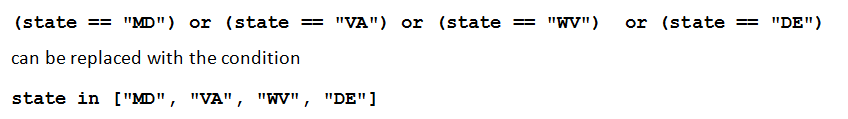 (state == "MD") or (state == "VA") or (state == "WV")  or (state == "DE")
can be replaced with the condition
state in ["MD", "VA", "WV", "DE"]